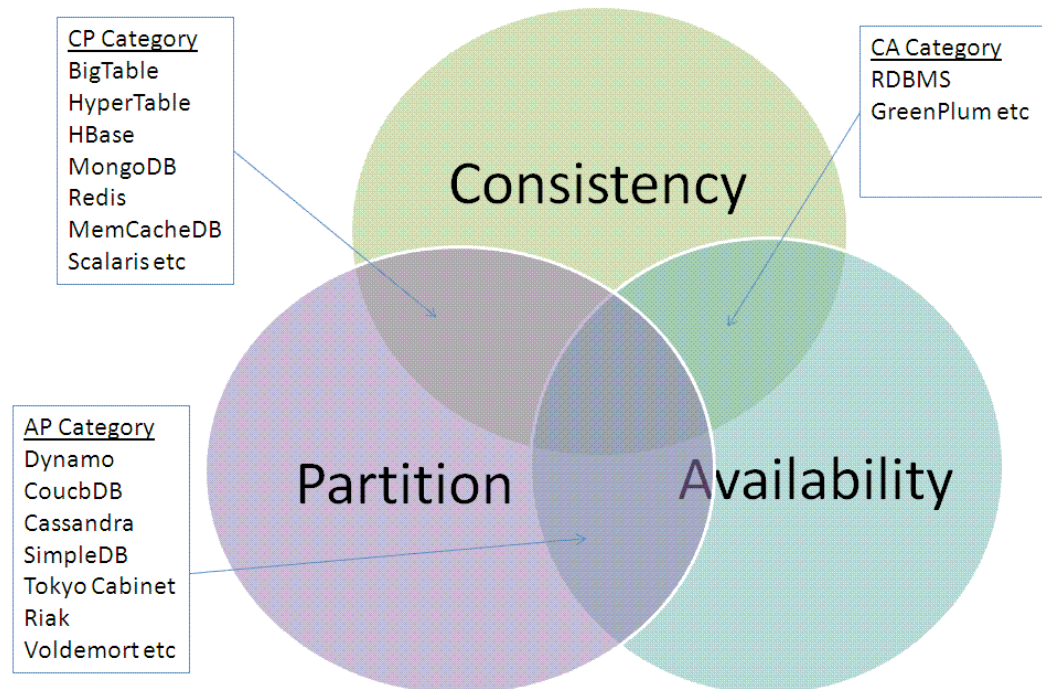 CP Category
BigTable
HyperTable
HBase
MongoDB
Redis
MemCacheDB
Scalaris etc
CA Category
RDBMS
GreenPlum etc
Consistency
Partition
Availability
AP Category
Dynamo
CoucbDB
Cassandra
SimpleDB
Tokyo Cabinet
Riak
Voldemort etc